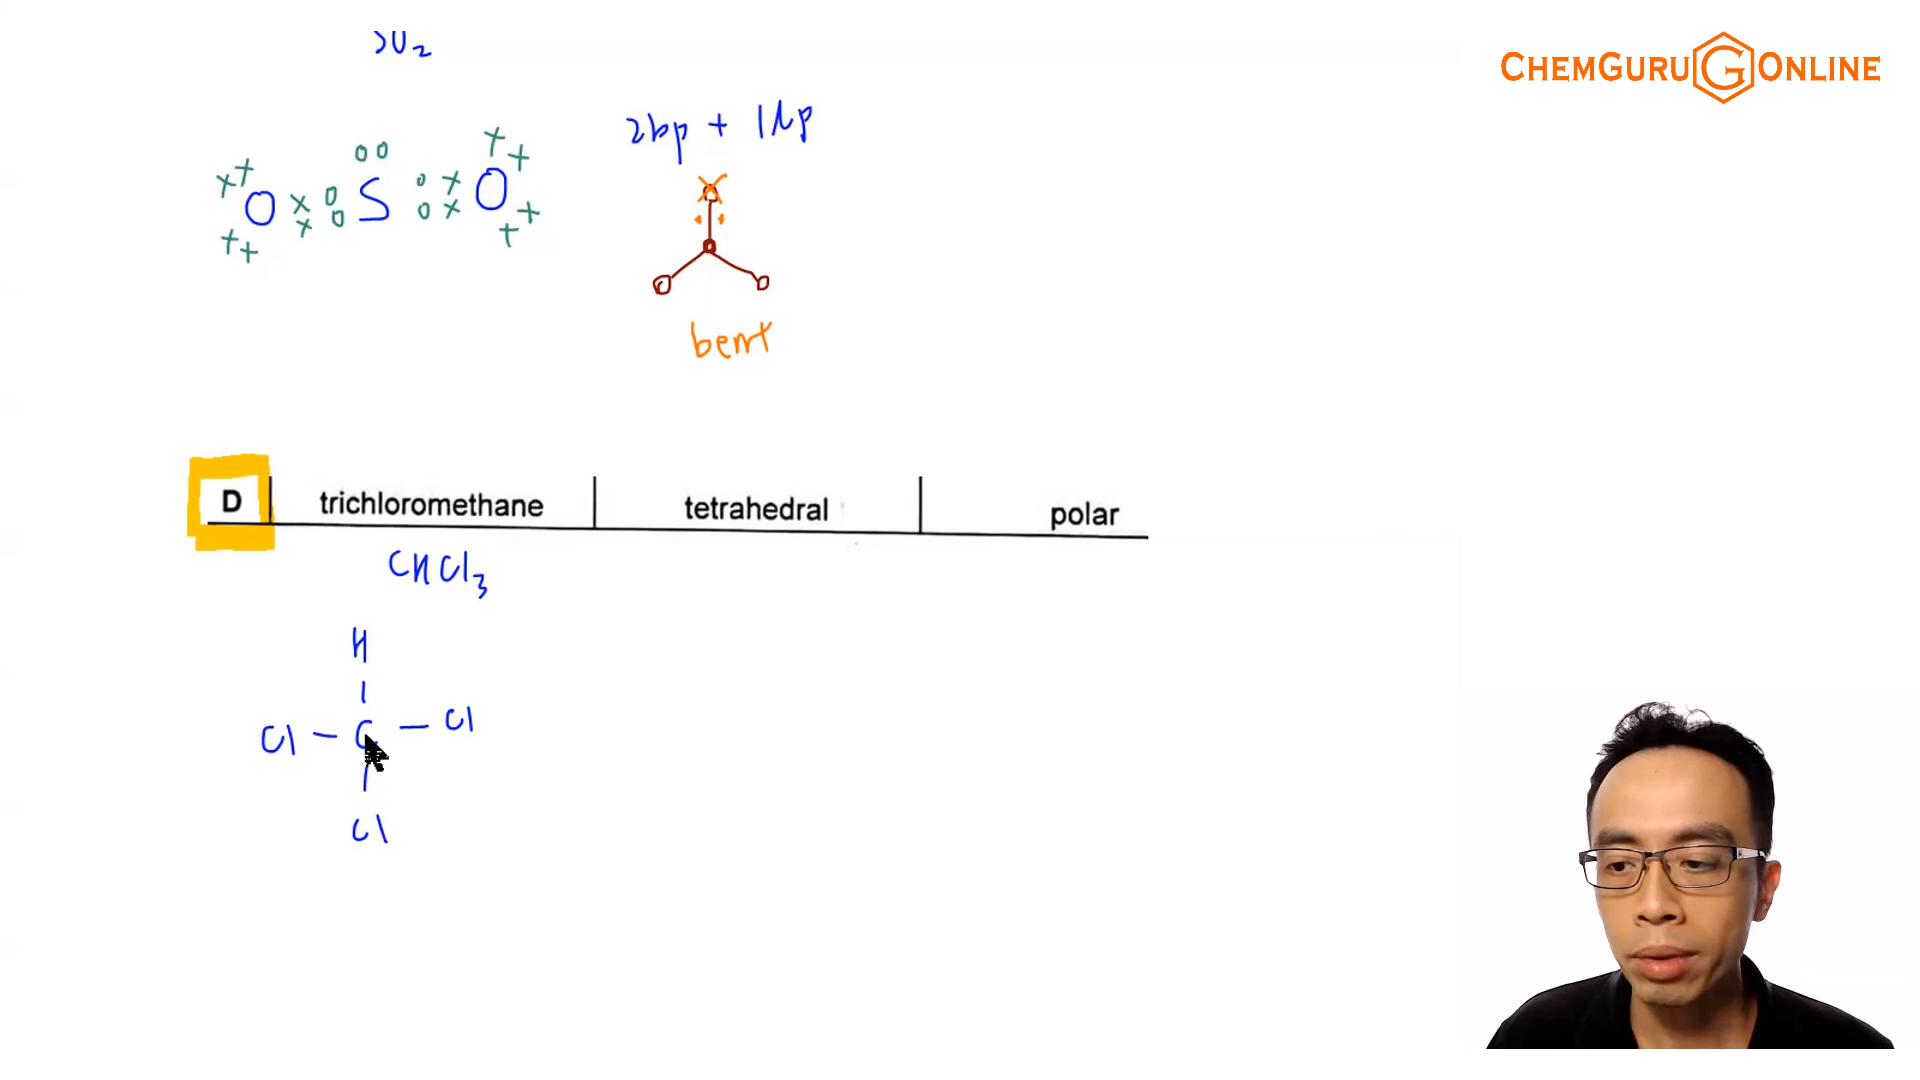 CHEMGURU G ONLINE
SO₂
2bp + 1lp
O S O
bent
D trichloromethane tetrahedral polar
CHCl₃
H
Cl – C – Cl
Cl